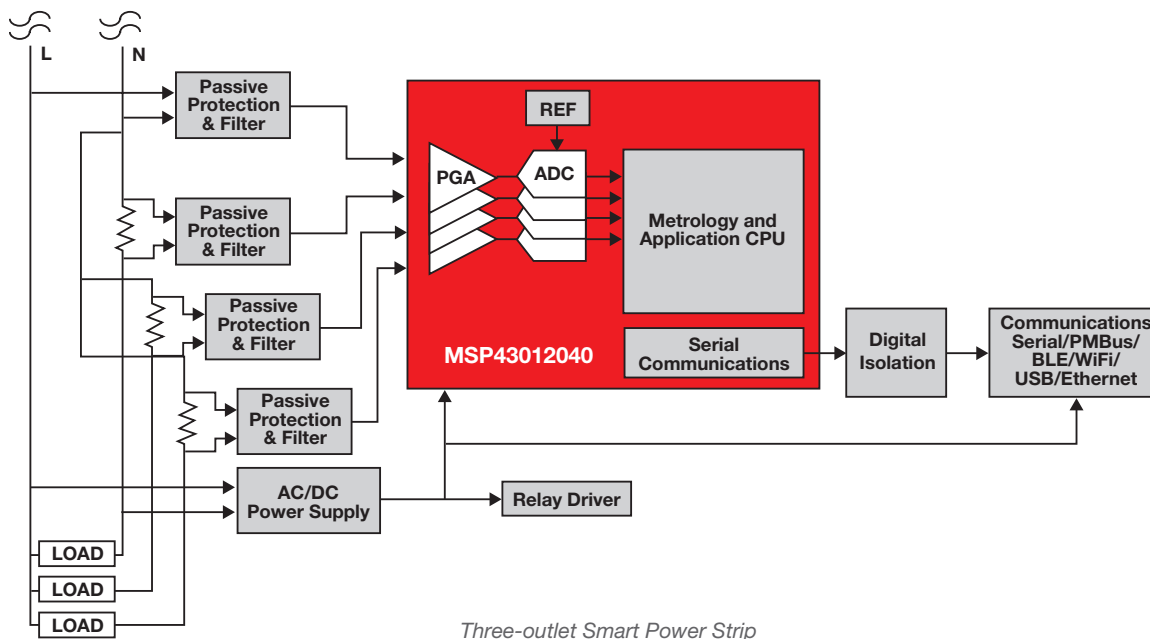 L
N
Passive
Protection
& Filter
Passive
Protection
& Filter
Passive
Protection
& Filter
Passive
Protection
& Filter
AC/DC
Power Supply
LOAD
LOAD
LOAD
REF
PGA
ADC
Metrology and
Application CPU
MSP43012040
Serial
Communications
Digital
Isolation
Communications
Serial/PMBus/
BLE/WiFi/
USB/Ethernet
Relay Driver
Three-outlet Smart Power Strip